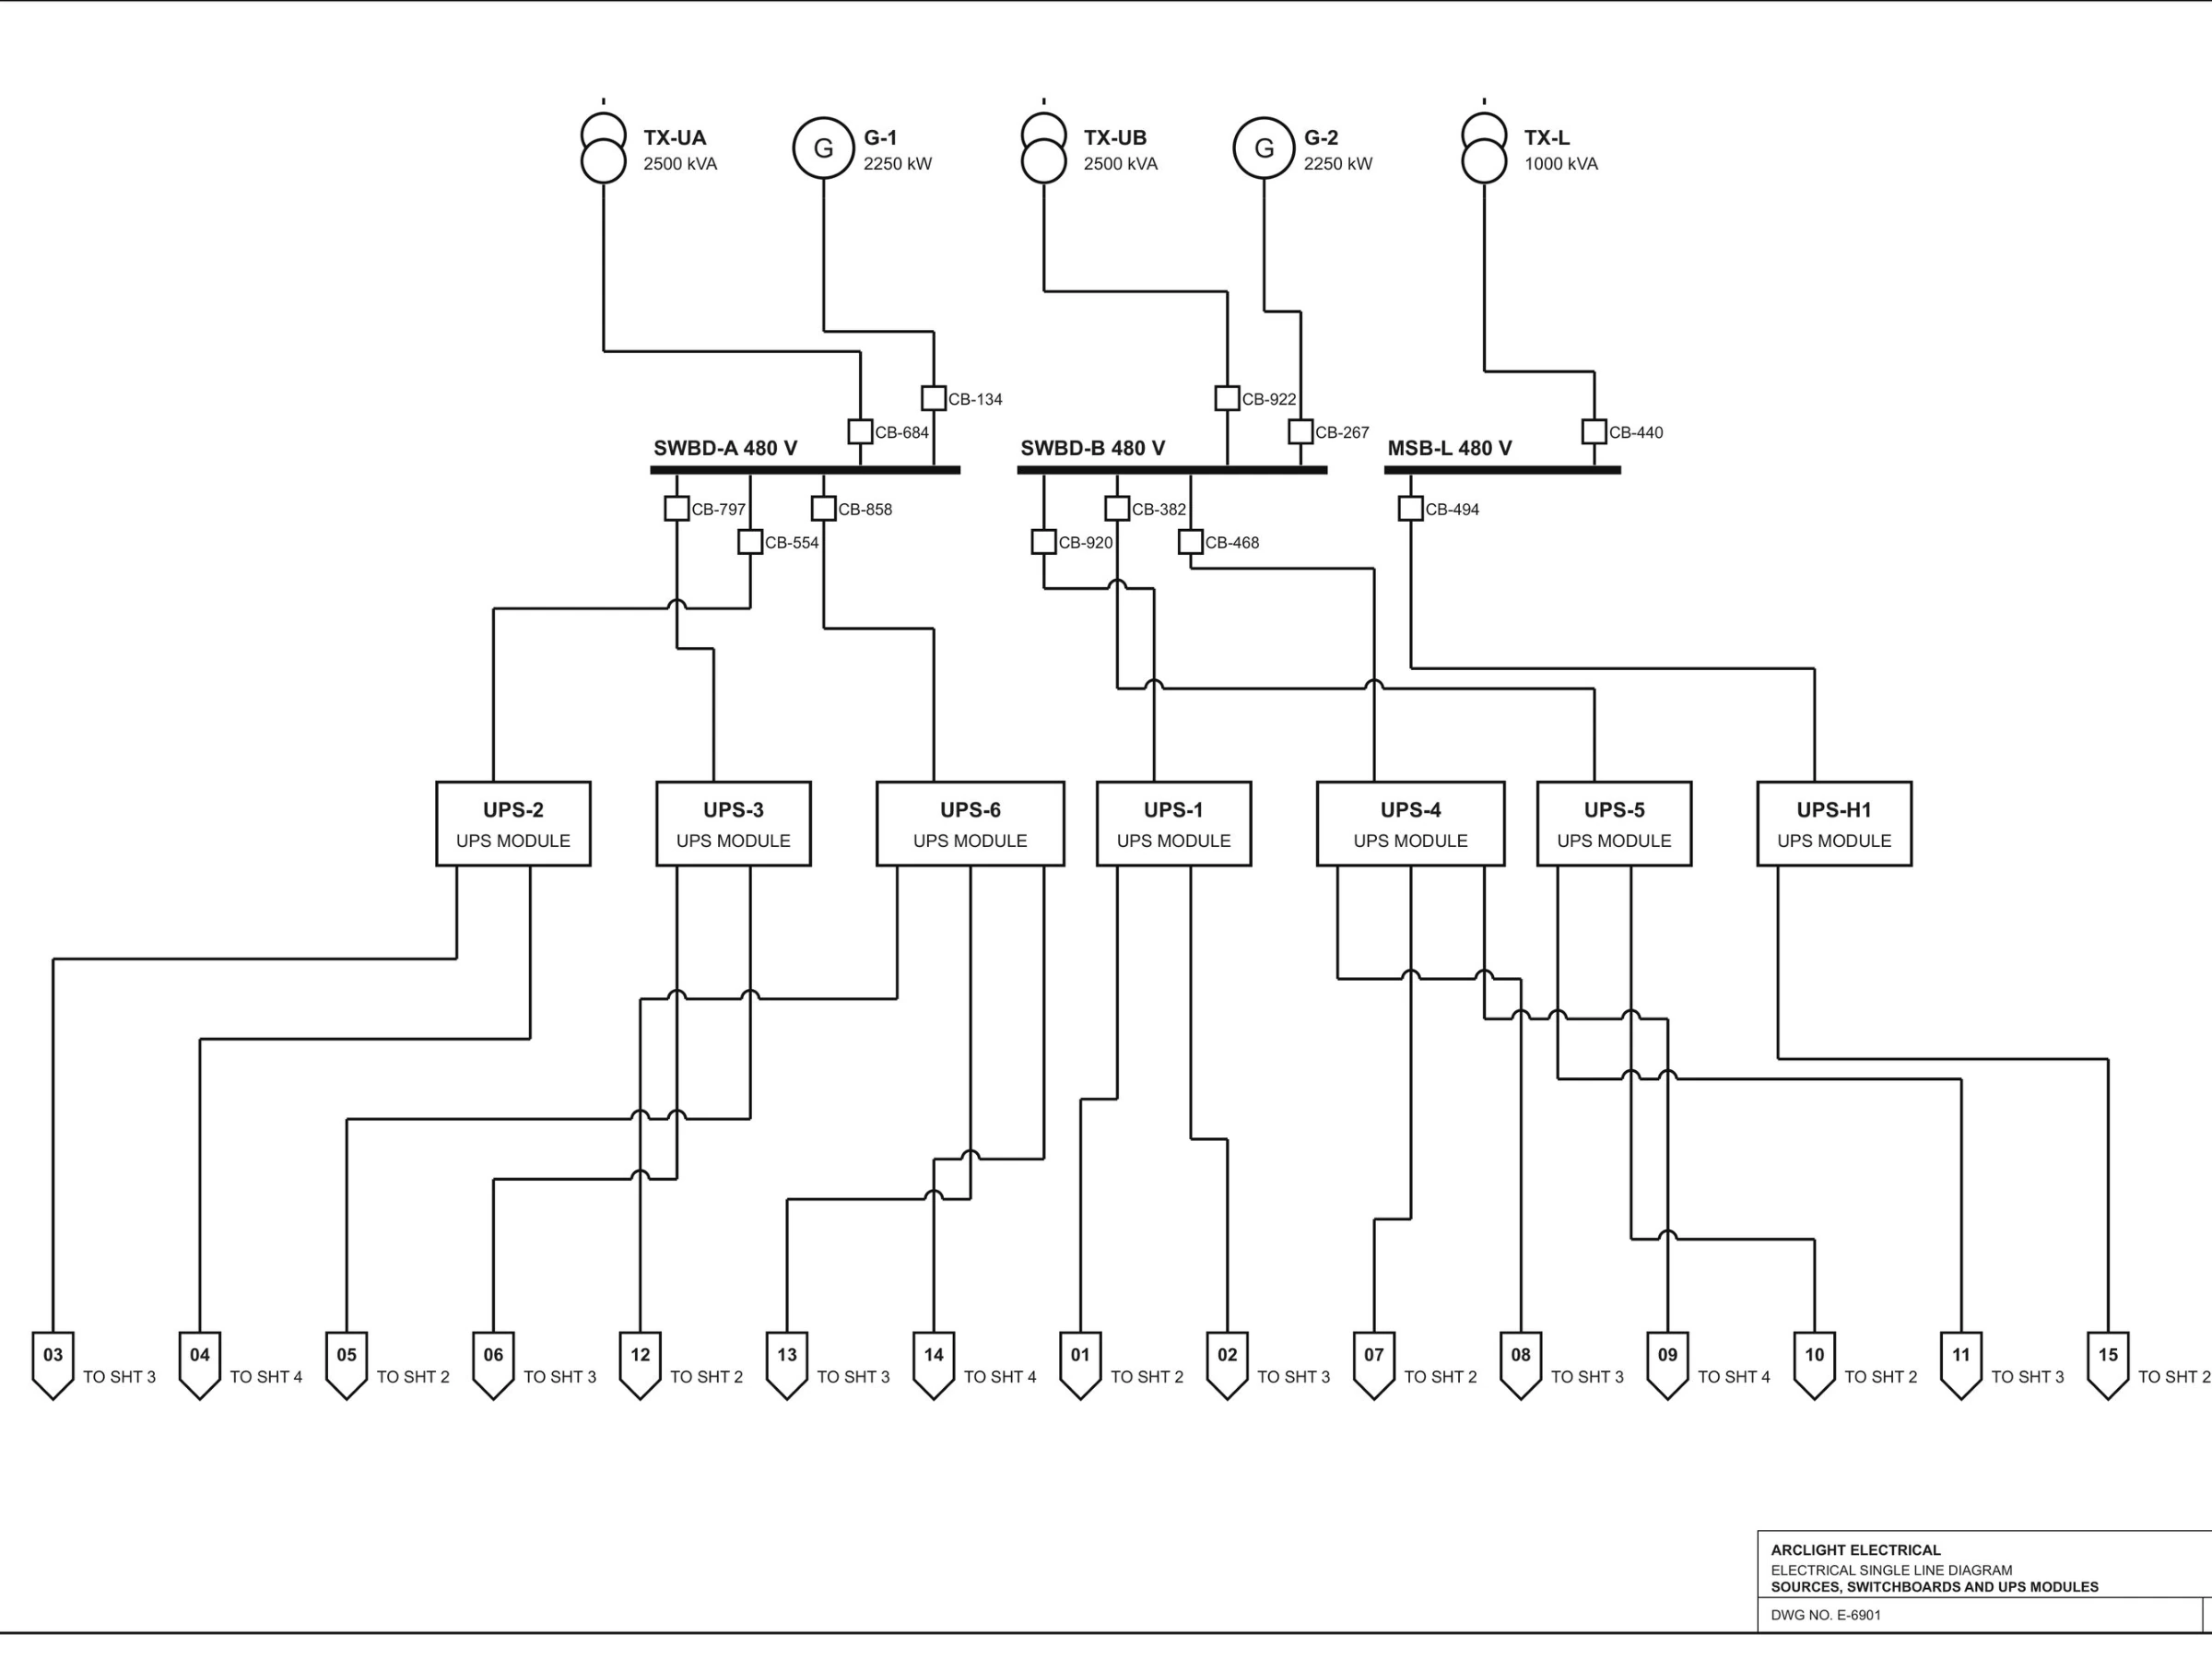 TX-UA
2500 kVA
G
G-1
2250 kW
TX-UB
2500 kVA
G
G-2
2250 kW
TX-L
1000 kVA
CB-134
CB-922
CB-684
CB-267
CB-440
SWBD-A 480 V
SWBD-B 480 V
MSB-L 480 V
CB-797
CB-858
CB-382
CB-494
CB-554
CB-920
CB-468
UPS-2
UPS MODULE
UPS-3
UPS MODULE
UPS-6
UPS MODULE
UPS-1
UPS MODULE
UPS-4
UPS MODULE
UPS-5
UPS MODULE
UPS-H1
UPS MODULE
03
TO SHT 3
04
TO SHT 4
05
TO SHT 2
06
TO SHT 3
12
TO SHT 2
13
TO SHT 3
14
TO SHT 4
01
TO SHT 2
02
TO SHT 3
07
TO SHT 2
08
TO SHT 3
09
TO SHT 4
10
TO SHT 2
11
TO SHT 3
15
TO SHT 2
ARCLIGHT ELECTRICAL
ELECTRICAL SINGLE LINE DIAGRAM
SOURCES, SWITCHBOARDS AND UPS MODULES
DWG NO. E-6901